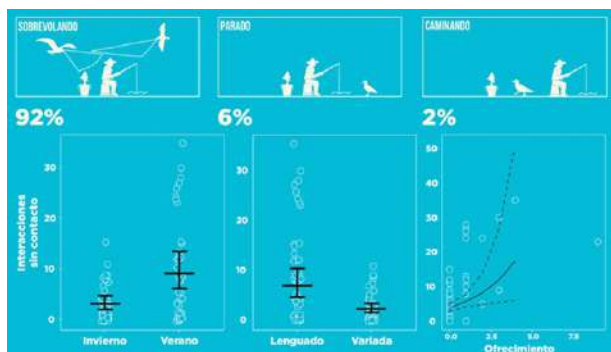 SOBREVOLANDO
PARADO
CAMINANDO
92%
6%
2%
Interacciones
sin contacto
30
20
10
0
Invierno
Verano
30
20
10
0
Lenguado
Variada
50
40
30
20
10
0
0.0
2.5
5.0
7.5
Ofrecimiento